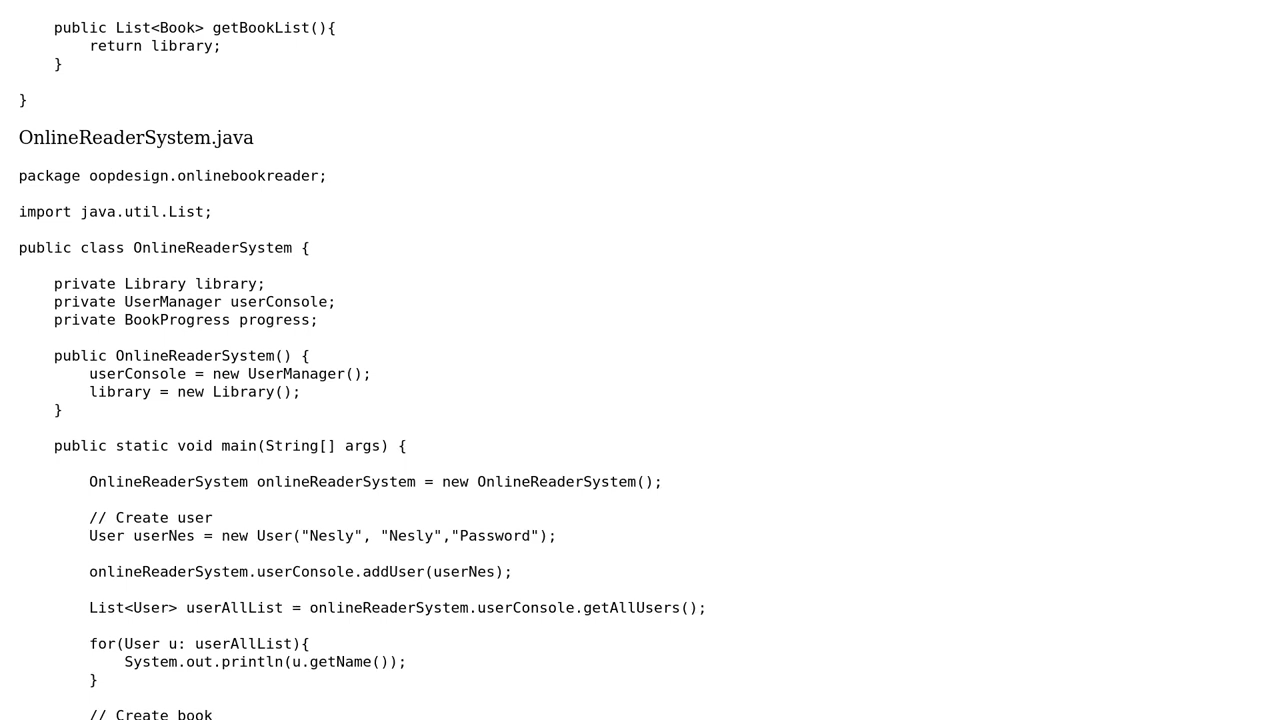 public List<Book> getBookList(){
        return library;
    }
}
OnlineReaderSystem.java
package oopdesign.onlinebookreader;
import java.util.List;
public class OnlineReaderSystem {
    private Library library;
    private UserManager userConsole;
    private BookProgress progress;
    public OnlineReaderSystem() {
        userConsole = new UserManager();
        library = new Library();
    }
    public static void main(String[] args) {
        OnlineReaderSystem onlineReaderSystem = new OnlineReaderSystem();
        // Create user
        User userNes = new User("Nesly", "Nesly","Password");
        onlineReaderSystem.userConsole.addUser(userNes);
        List<User> userAllList = onlineReaderSystem.userConsole.getAllUsers();
        for(User u: userAllList){
            System.out.println(u.getName());
        }
        // Create book